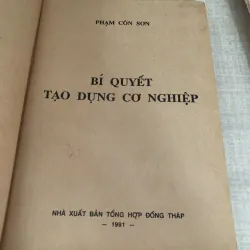 PHẠM CÔN SƠN
BÍ QUYẾT
TẠO DỰNG CƠ NGHIỆP
NHÀ XUẤT BẢN TỔNG HỢP ĐỒNG THÁP
— 1991 —